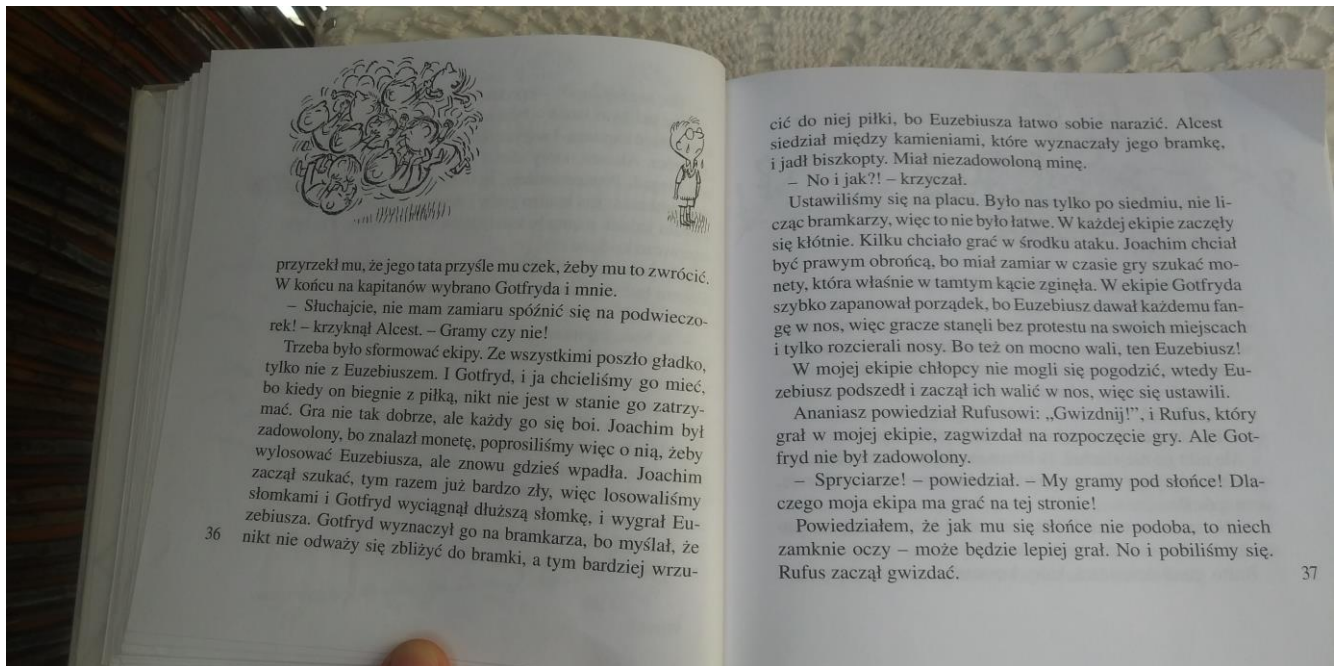 przyrzekł mu, że jego tata przyśle mu czek, żeby mu to zwrócić.
W końcu na kapitanów wybrano Gotfryda i mnie.
– Słuchajcie, nie mam zamiaru spóźnić się na podwieczo-
rek! – krzyknął Alcest. – Gramy czy nie!
Trzeba było sformować ekipy. Ze wszystkimi poszło gładko,
tylko nie z Euzebiuszem. I Gotfryd, i ja chcieliśmy go mieć,
bo kiedy on biegnie z piłką, nikt nie jest w stanie go zatrzy-
mać. Gra nie tak dobrze, ale każdy go się boi. Joachim był
zadowolony, bo znalazł monetę, poprosiliśmy więc o nią, żeby
wylosować Euzebiusza, ale znowu gdzieś wpadła. Joachim
zaczął szukać, tym razem już bardzo zły, więc losowaliśmy
słomkami i Gotfryd wyciągnął dłuższą słomkę, i wygrał Eu-
zebiusza. Gotfryd wyznaczył go na bramkarza, bo myślał, że
36 nikt nie odważy się zbliżyć do bramki, a tym bardziej wrzu-
cić do niej piłki, bo Euzebiusza łatwo sobie narazić. Alcest
siedział między kamieniami, które wyznaczały jego bramkę,
i jadł biszkopty. Miał niezadowoloną minę.
– No i jak?! – krzyczał.
Ustawiliśmy się na placu. Było nas tylko po siedmiu, nie li-
cząc bramkarzy, więc to nie było łatwe. W każdej ekipie zaczęły
się kłótnie. Kilku chciało grać w środku ataku. Joachim chciał
być prawym obrońcą, bo miał zamiar w czasie gry szukać mo-
nety, która właśnie w tamtym kącie zginęła. W ekipie Gotfryda
szybko zapanował porządek, bo Euzebiusz dawał każdemu fan-
gę w nos, więc gracze stanęli bez protestu na swoich miejscach
i tylko rozcierali nosy. Bo też on mocno wali, ten Euzebiusz!
W mojej ekipie chłopcy nie mogli się pogodzić, wtedy Eu-
zebiusz podszedł i zaczął ich walić w nos, więc się ustawili.
Ananiasz powiedział Rufusowi: „Gwizdnij!”, i Rufus, który
grał w mojej ekipie, zagwizdał na rozpoczęcie gry. Ale Got-
fryd nie był zadowolony.
– Spryciarze! – powiedział. – My gramy pod słońce! Dla-
czego moja ekipa ma grać na tej stronie!
Powiedziałem, że jak mu się słońce nie podoba, to niech
zamknie oczy – może będzie lepiej grał. No i pobiliśmy się.
Rufus zaczął gwizdać. 37